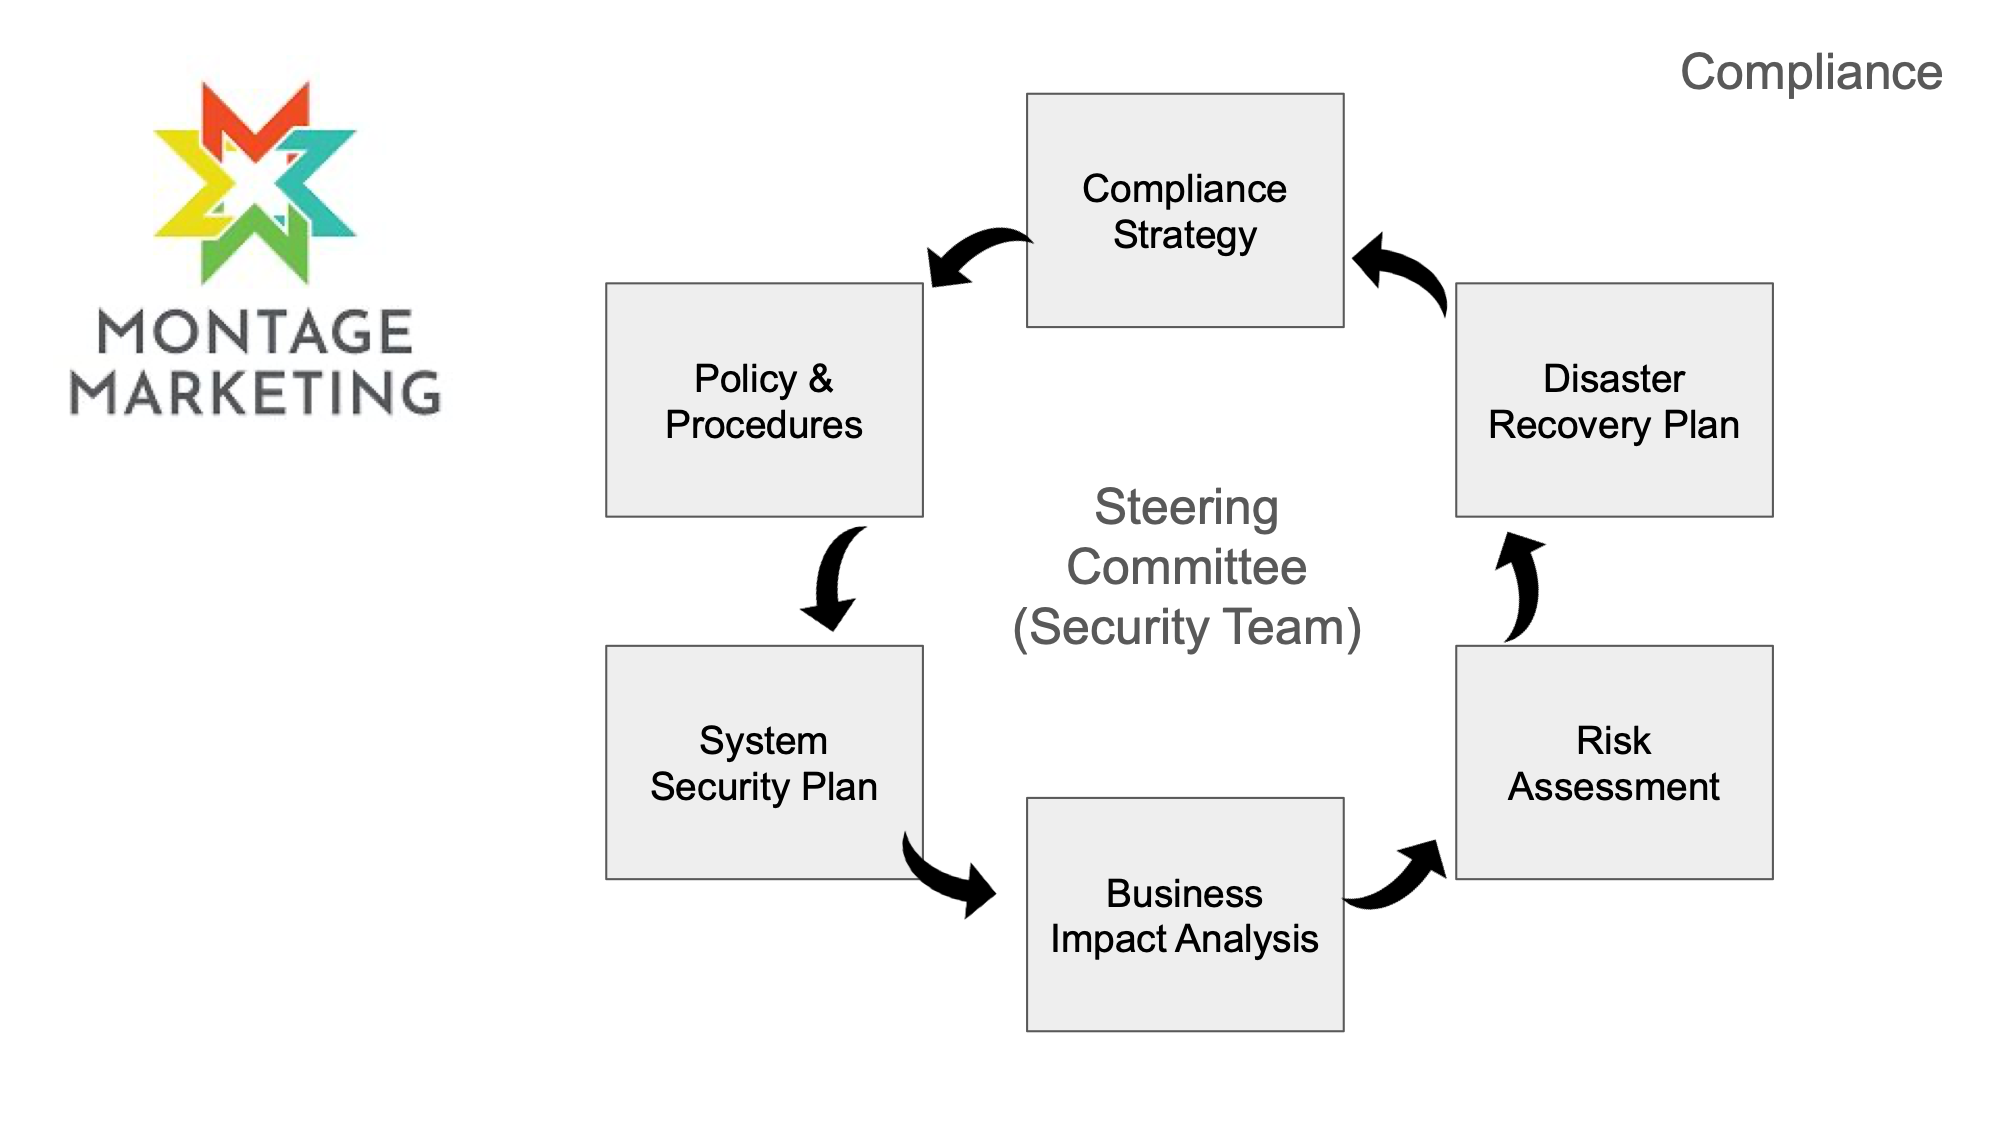 Compliance
MONTAGE
MARKETING
Compliance
Strategy
Policy &
Procedures
Disaster
Recovery Plan
Steering
Committee
(Security Team)
System
Security Plan
Risk
Assessment
Business
Impact Analysis